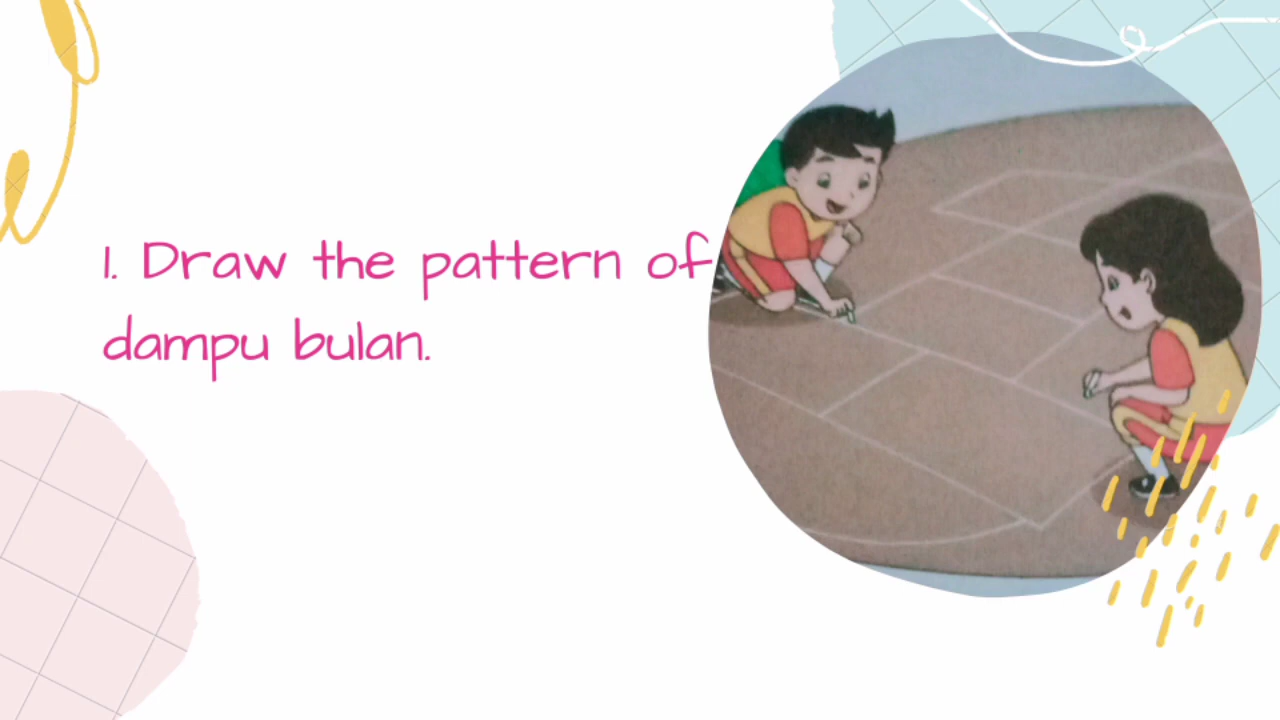 1. Draw the pattern of
dampu bulan.